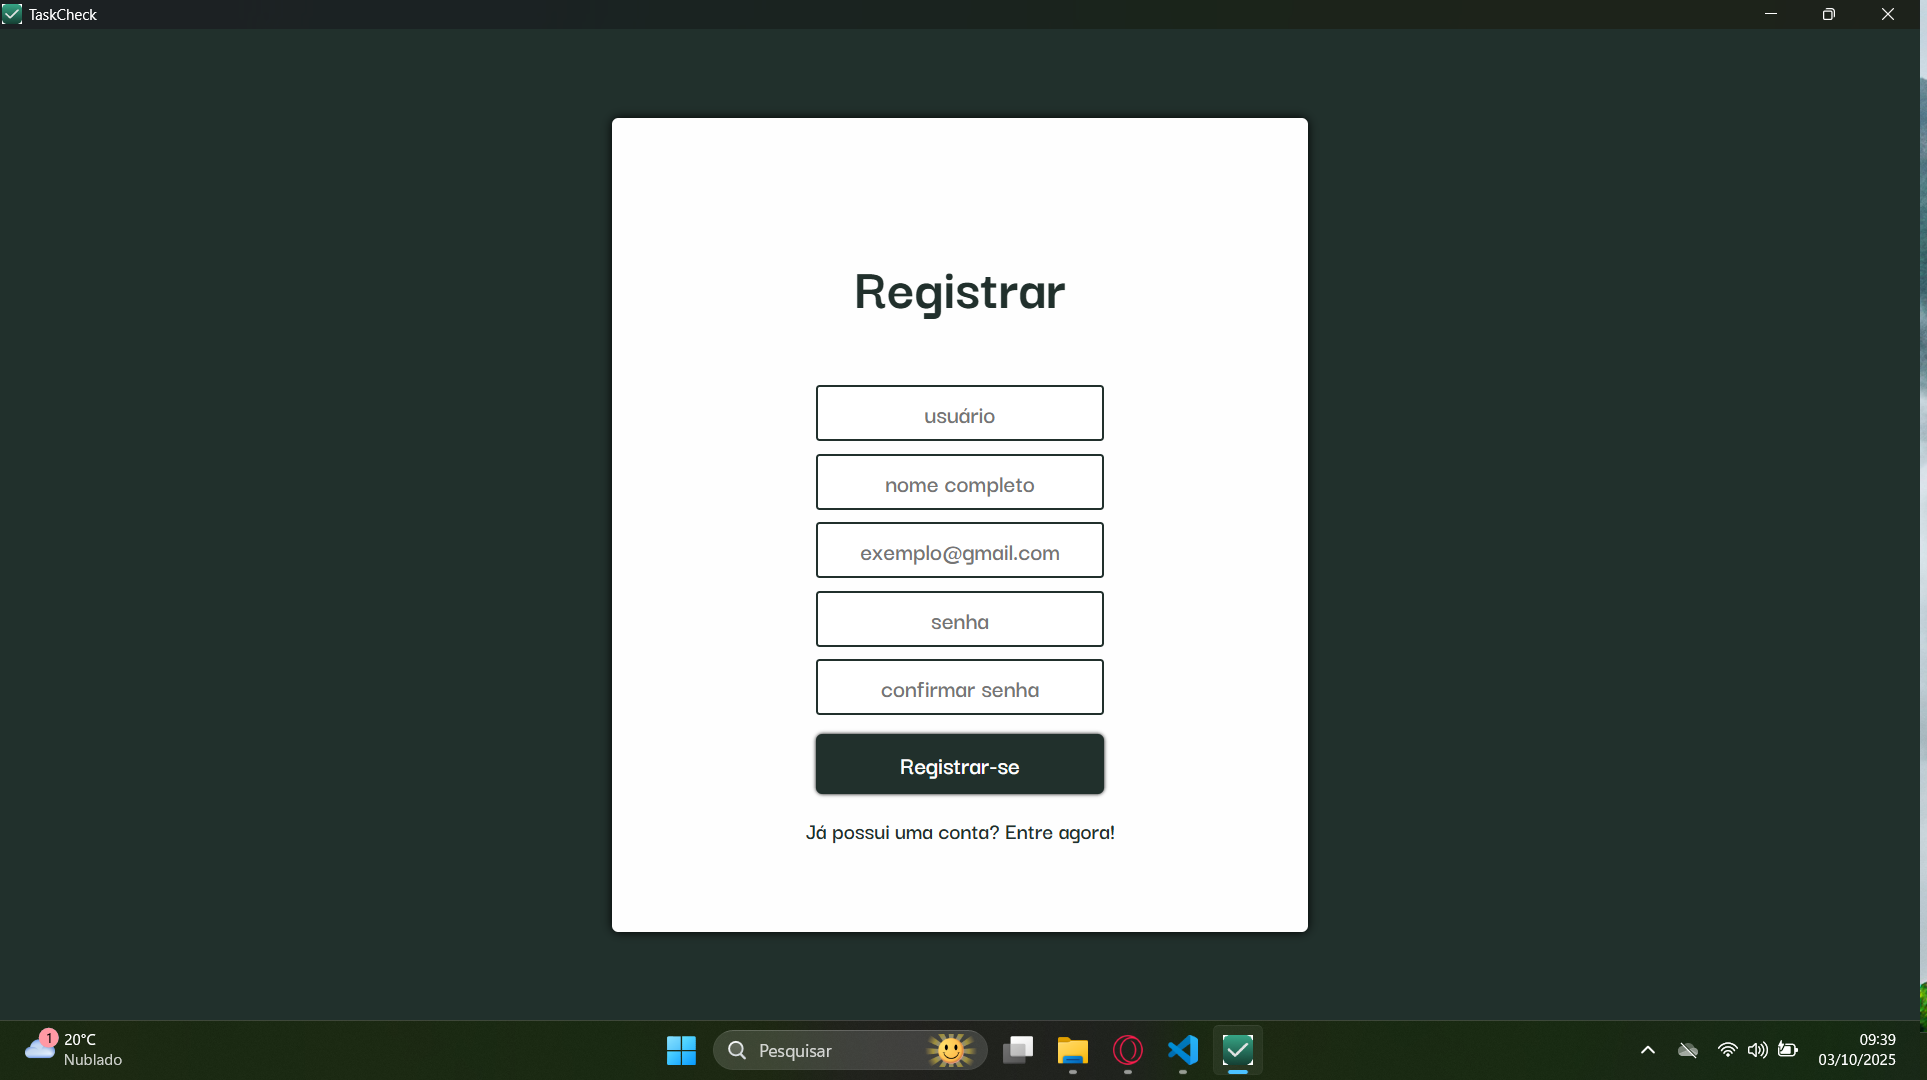 TaskCheck
Registrar
usuário
nome completo
exemplo@gmail.com
senha
confirmar senha
Registrar-se
Já possui uma conta? Entre agora!
1
20°C
Nublado
Pesquisar
09:39
03/10/2025